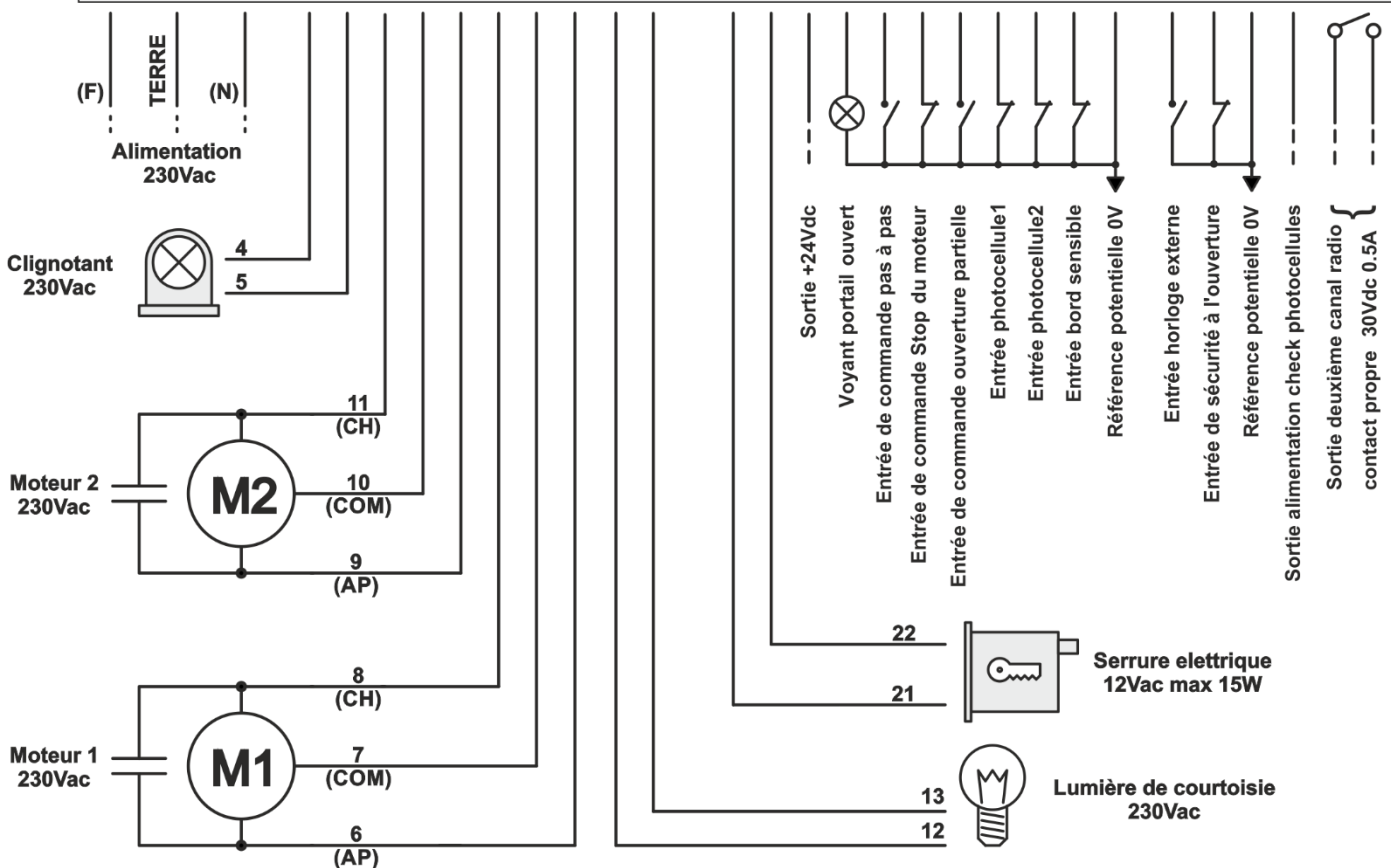 (F)
TERRE
(N)
Alimentation
230Vac
Clignotant
230Vac
4
5
Moteur 2
230Vac
M2
11
(CH)
10
(COM)
9
(AP)
Moteur 1
230Vac
M1
8
(CH)
7
(COM)
6
(AP)
Sortie +24Vdc
Voyant portail ouvert
Entrée de commande pas à pas
Entrée de commande Stop du moteur
Entrée de commande ouverture partielle
Entrée photocellule1
Entrée photocellule2
Entrée bord sensible
Référence potentielle 0V
Entrée horloge externe
Entrée de sécurité à l'ouverture
Référence potentielle 0V
Sortie alimentation check photocellules
Sortie deuxième canal radio
contact propre 30Vdc 0.5A
22
21
Serrure elettrique
12Vac max 15W
13
12
Lumière de courtoisie
230Vac